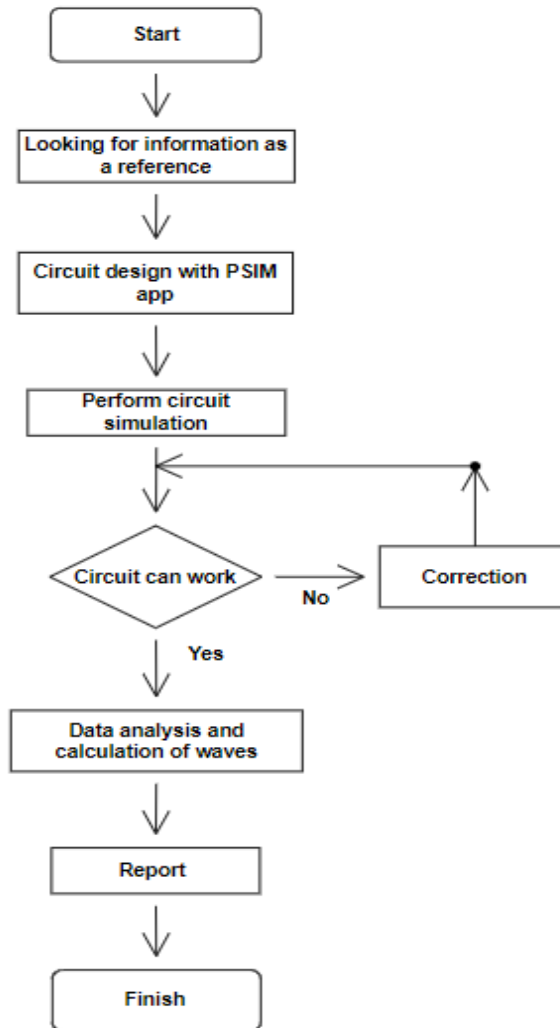 Start
Looking for information as
a reference
Circuit design with PSIM
app
Perform circuit
simulation
Circuit can work
No
Correction
Yes
Data analysis and
calculation of waves
Report
Finish